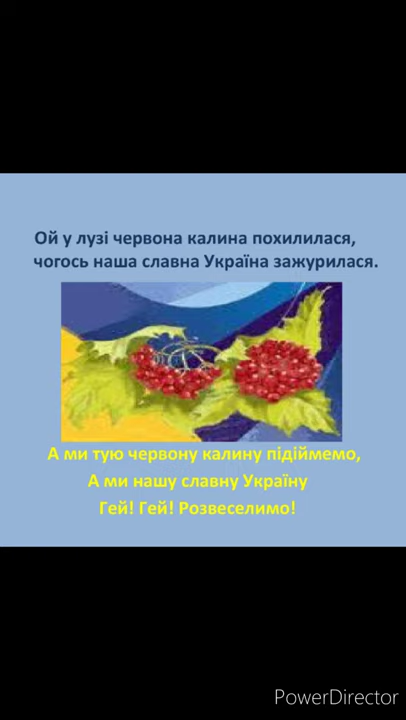 Ой у лузі червона калина похилилася,
чогось наша славна Україна зажурилася.
А ми тую червону калину підіймемо,
А ми нашу славну Україну
Гей! Гей! Розвеселимо!
PowerDirector